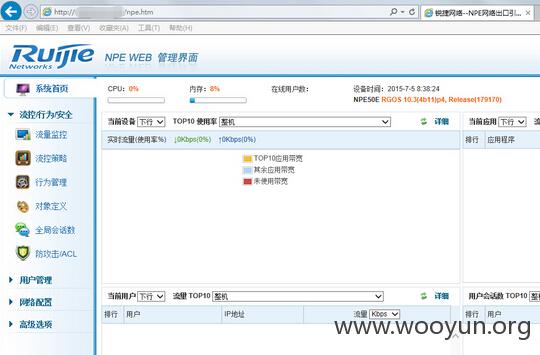 http:// /npe.htm
锐捷网络--NPE网络出口引...
文件(F) 编辑(E) 查看(V) 收藏夹(A) 工具(T) 帮助(H)
Ruijie Networks NPE WEB 管理界面
系统首页
CPU: 0% 内存: 8% 在线用户数: 设备时间: 2015-7-5 8:38:24
NPE50E RGOS 10.3(4b11)p4, Release(179170)
流控/行为/安全
流量监控
流控策略
行为管理
对象定义
全局会话数
防攻击/ACL
用户管理
网络配置
高级选项
当前设备 下行 TOP10 使用率 整机 详细
实时流量(使用率%) ↓0Kbps(0%) ↑0Kbps(0%)
TOP10应用带宽
其余应用带宽
未使用带宽
当前应用 下行
排行 应用程序
当前用户 下行 流量 TOP10 整机 详细
排行 用户 IP地址 流量 Kbps
用户会话数 TOP10 整
排行 用户
www.wooyun.org